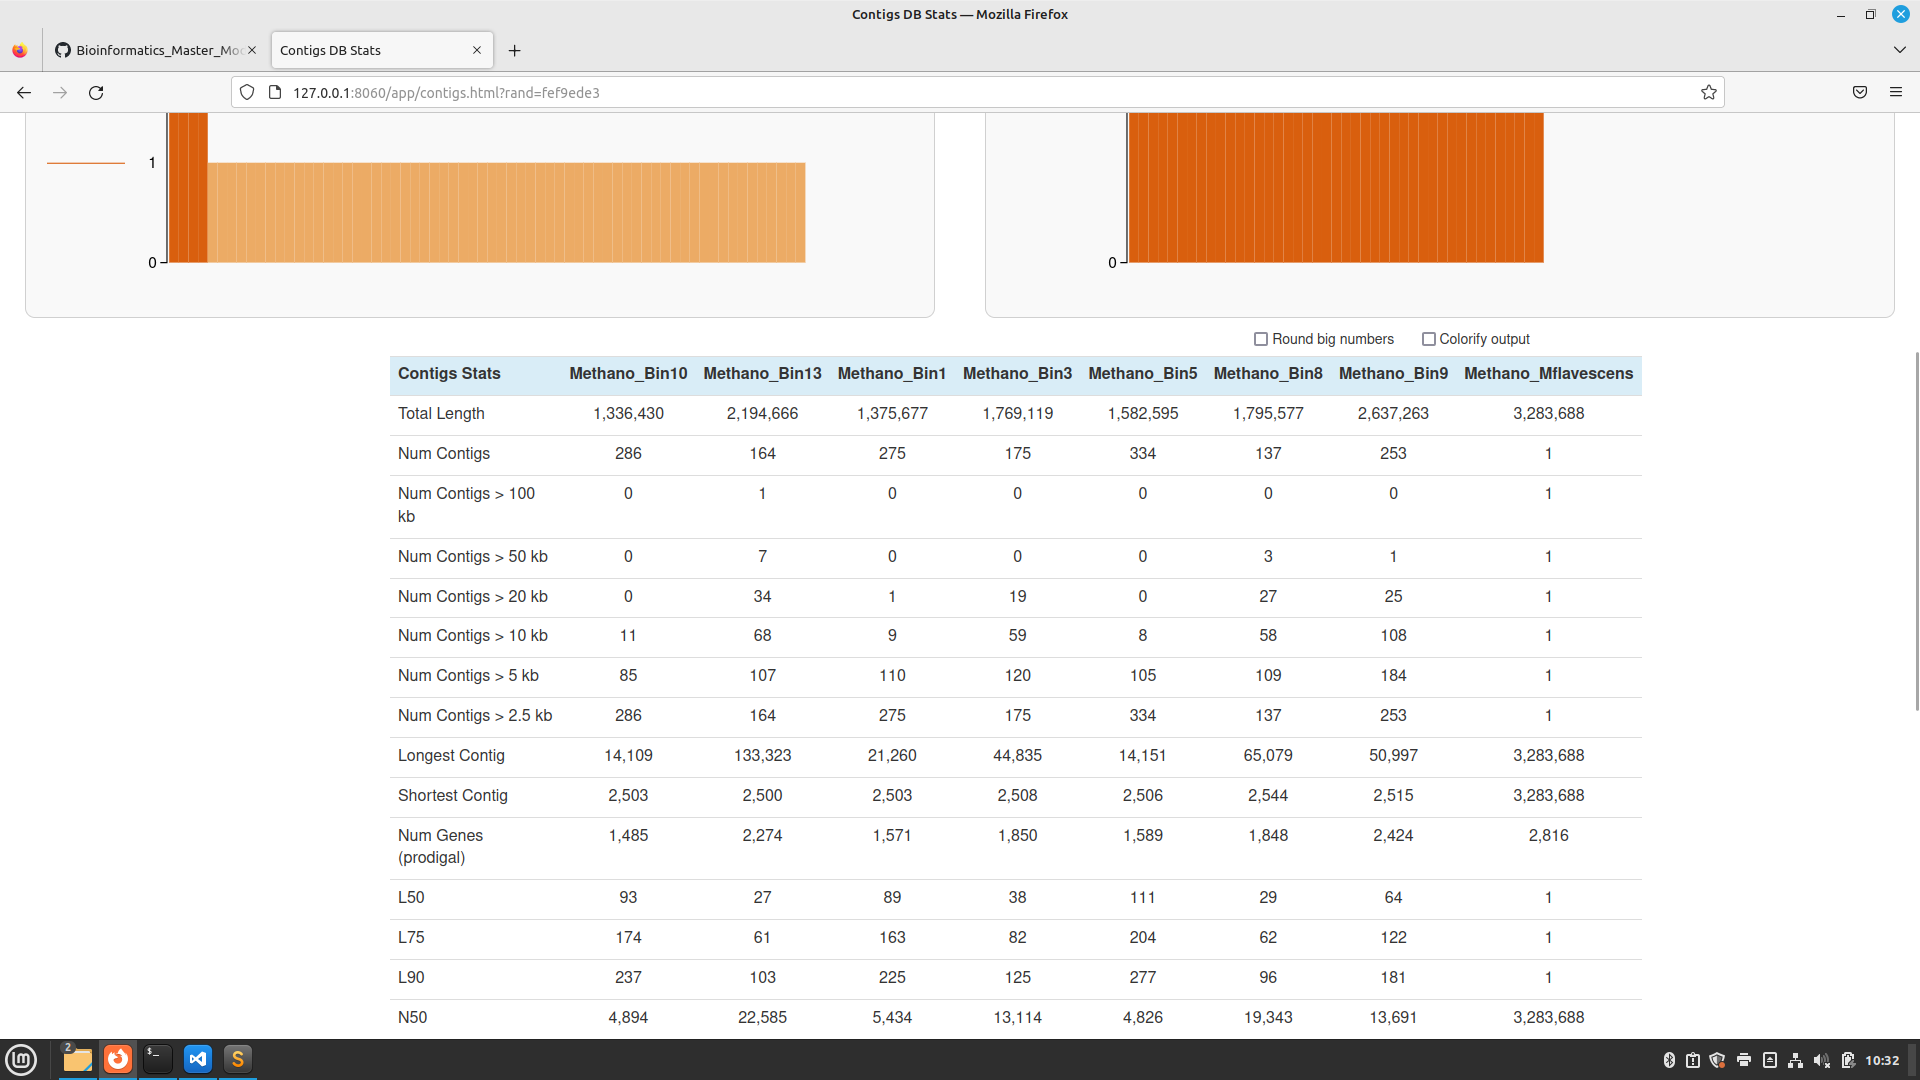 Contigs DB Stats — Mozilla Firefox
Bioinformatics_Master_Mo
Contigs DB Stats
127.0.0.1:8060/app/contigs.html?rand=fef9ede3
1
0
0
Round big numbers Colorify output
Contigs Stats Methano_Bin10 Methano_Bin13 Methano_Bin1 Methano_Bin3 Methano_Bin5 Methano_Bin8 Methano_Bin9 Methano_Mflavescens
Total Length 1,336,430 2,194,666 1,375,677 1,769,119 1,582,595 1,795,577 2,637,263 3,283,688
Num Contigs 286 164 275 175 334 137 253 1
Num Contigs > 100 0 1 0 0 0 0 0 1
kb
Num Contigs > 50 kb 0 7 0 0 0 3 1 1
Num Contigs > 20 kb 0 34 1 19 0 27 25 1
Num Contigs > 10 kb 11 68 9 59 8 58 108 1
Num Contigs > 5 kb 85 107 110 120 105 109 184 1
Num Contigs > 2.5 kb 286 164 275 175 334 137 253 1
Longest Contig 14,109 133,323 21,260 44,835 14,151 65,079 50,997 3,283,688
Shortest Contig 2,503 2,500 2,503 2,508 2,506 2,544 2,515 3,283,688
Num Genes 1,485 2,274 1,571 1,850 1,589 1,848 2,424 2,816
(prodigal)
L50 93 27 89 38 111 29 64 1
L75 174 61 163 82 204 62 122 1
L90 237 103 225 125 277 96 181 1
N50 4,894 22,585 5,434 13,114 4,826 19,343 13,691 3,283,688
2
10:32